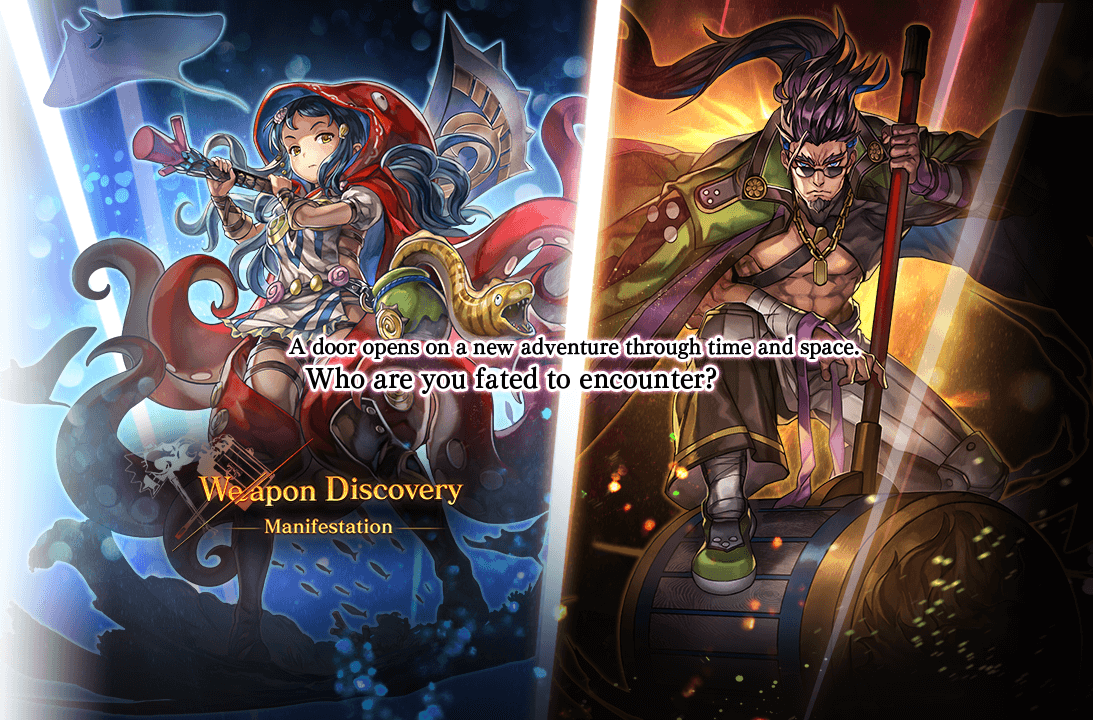 A door opens on a new adventure through time and space.
Who are you fated to encounter?
Weapon Discovery
Manifestation